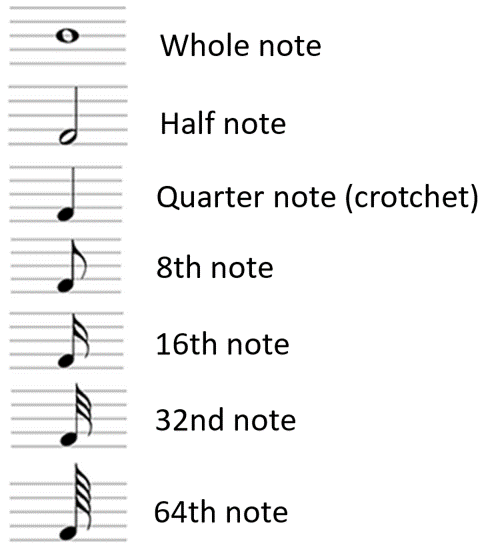 Whole note
Half note
Quarter note (crotchet)
8th note
16th note
32nd note
64th note